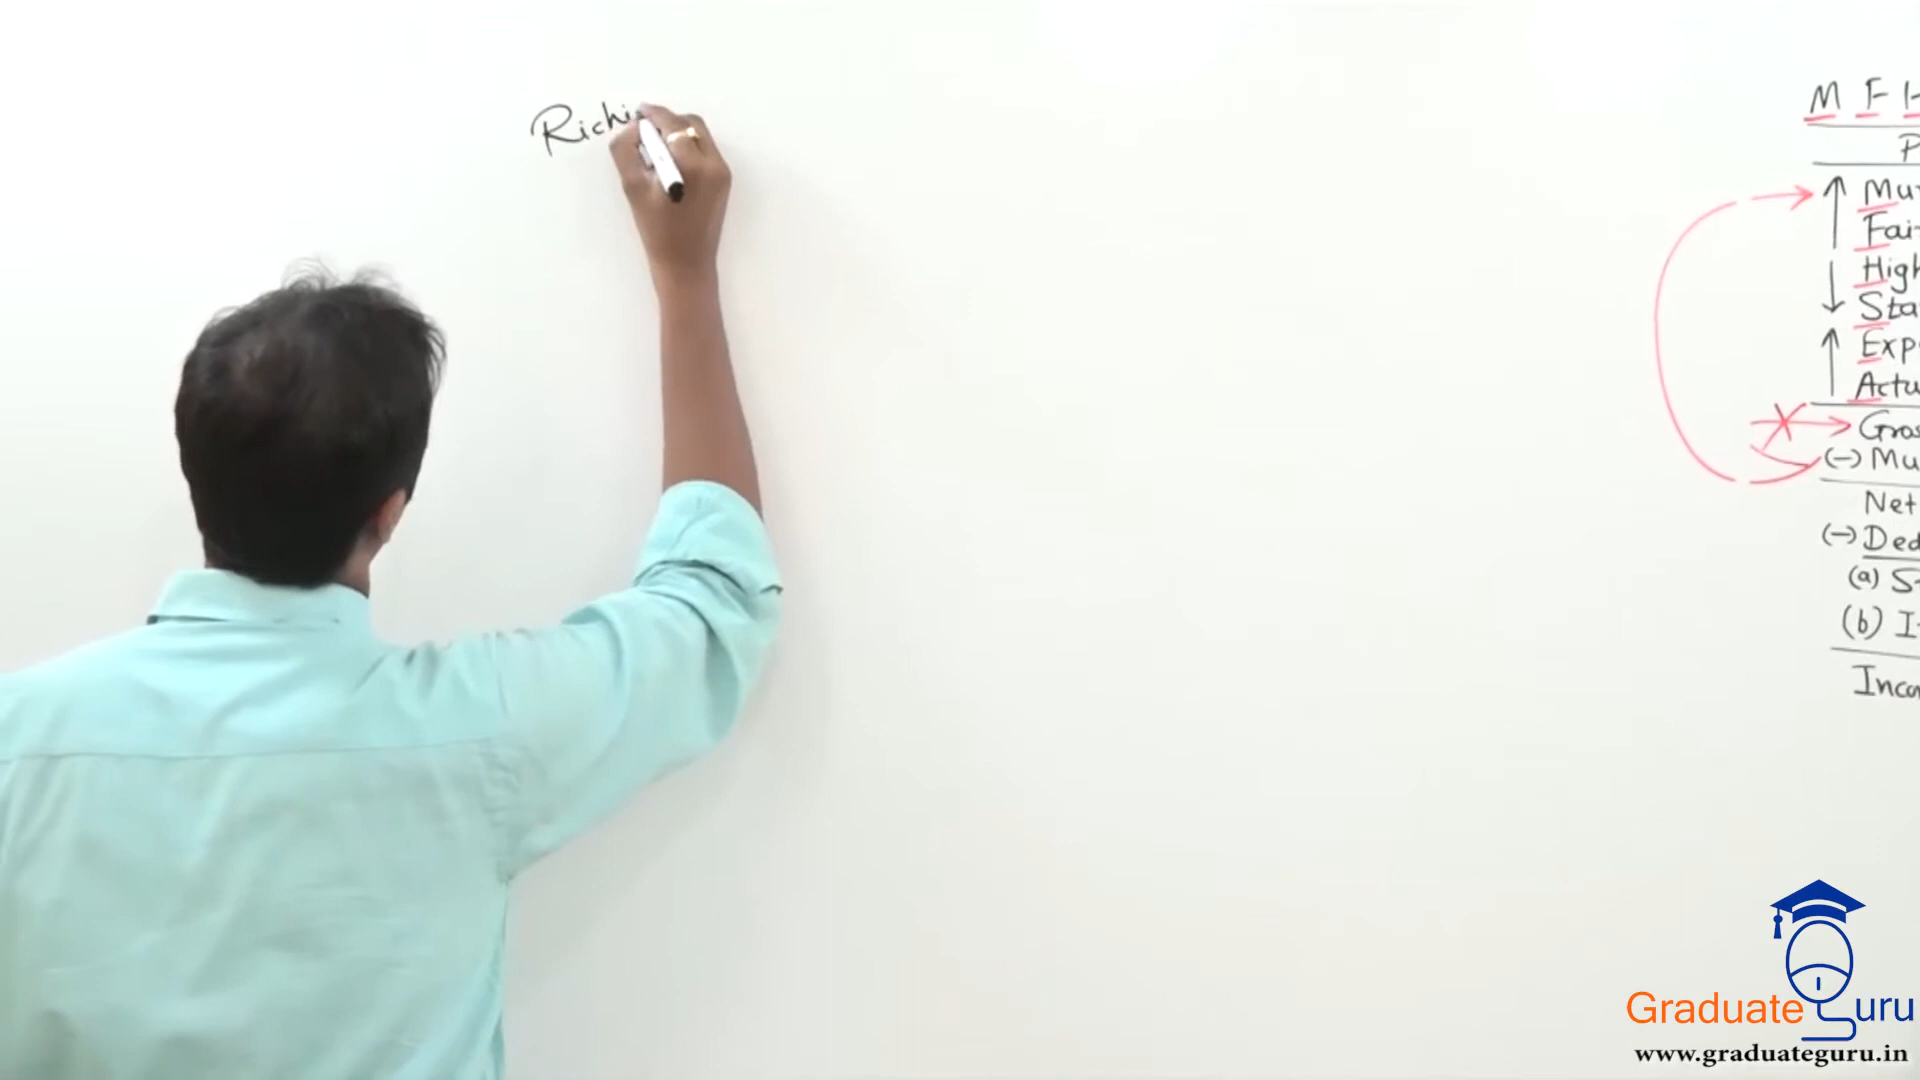 Richi
M F H
P
Mu
Fai
High
Sta
Exp
Actu
Gros
(-) Mu
Net
(-) Ded
(a) S
(b) I
Inco
Graduate Guru
www.graduateguru.in